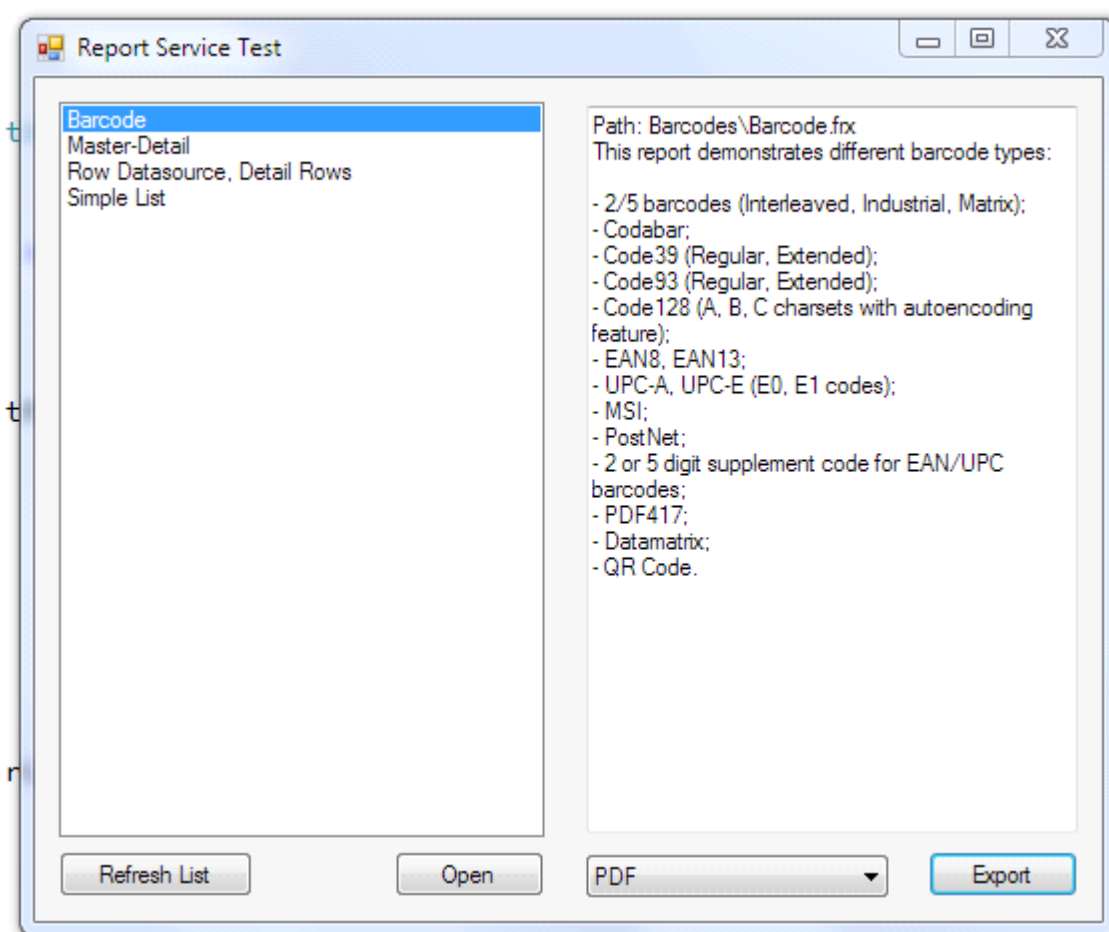 Report Service Test
t
Barcode
Master-Detail
Row Datasource, Detail Rows
Simple List
Path: Barcodes\Barcode.frx
This report demonstrates different barcode types:
- 2/5 barcodes (Interleaved, Industrial, Matrix);
- Codabar;
- Code39 (Regular, Extended);
- Code93 (Regular, Extended);
- Code128 (A, B, C charsets with autoencoding
feature);
- EAN8, EAN13;
- UPC-A, UPC-E (E0, E1 codes);
- MSI;
- PostNet;
- 2 or 5 digit supplement code for EAN/UPC
barcodes;
- PDF417;
- Datamatrix;
- QR Code.
t
r
Refresh List
Open
PDF
Export